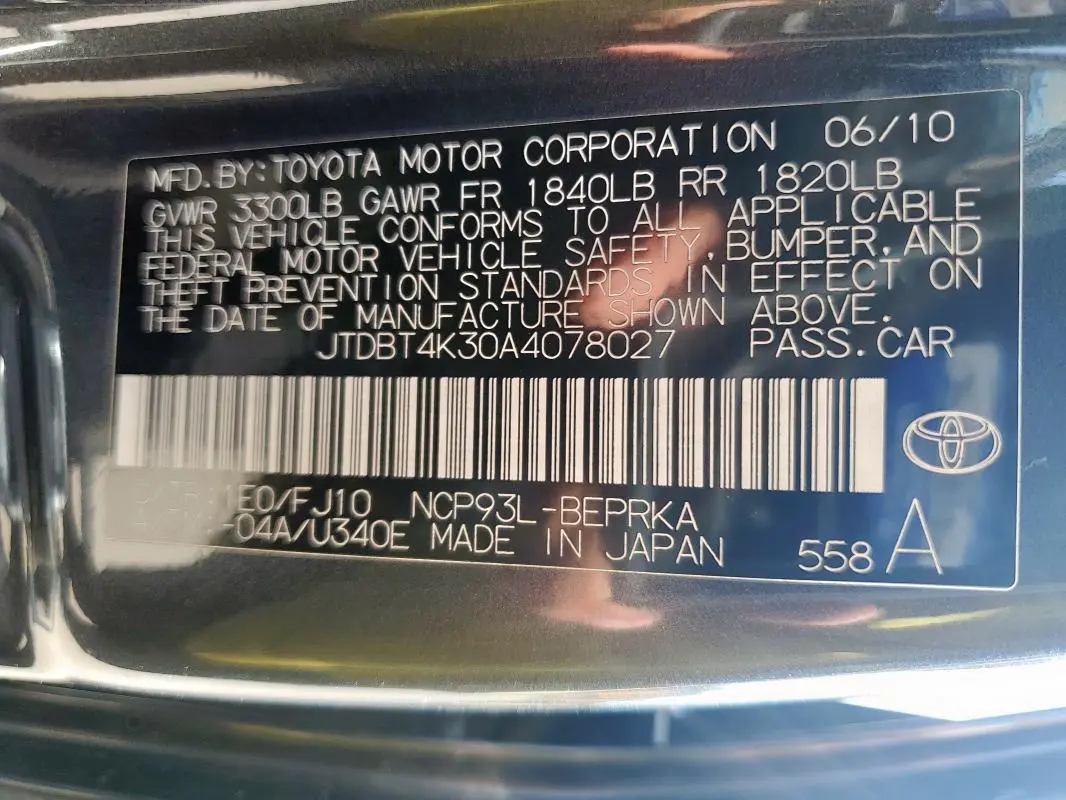 MFD. BY: TOYOTA MOTOR CORPORATION 06/10
GVWR 3300LB GAWR FR 1840LB RR 1820LB
THIS VEHICLE CONFORMS TO ALL APPLICABLE
FEDERAL MOTOR VEHICLE SAFETY, BUMPER, AND
THEFT PREVENTION STANDARDS IN EFFECT ON
THE DATE OF MANUFACTURE SHOWN ABOVE.
JTDBT4K30A4078027 PASS. CAR
1E0/FJ10 NCP93L-BEPRKA
-04A/U340E MADE IN JAPAN 558 A